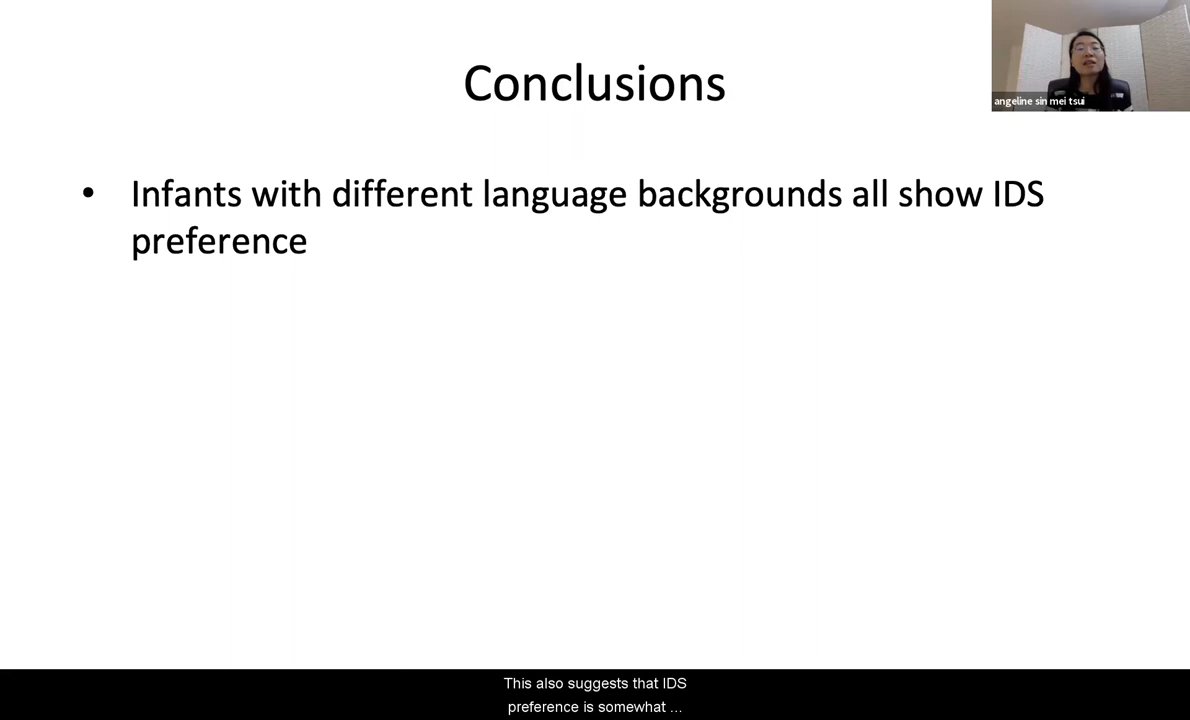 Conclusions
angeline sin mei tsui
• Infants with different language backgrounds all show IDS
preference
This also suggests that IDS
preference is somewhat ...